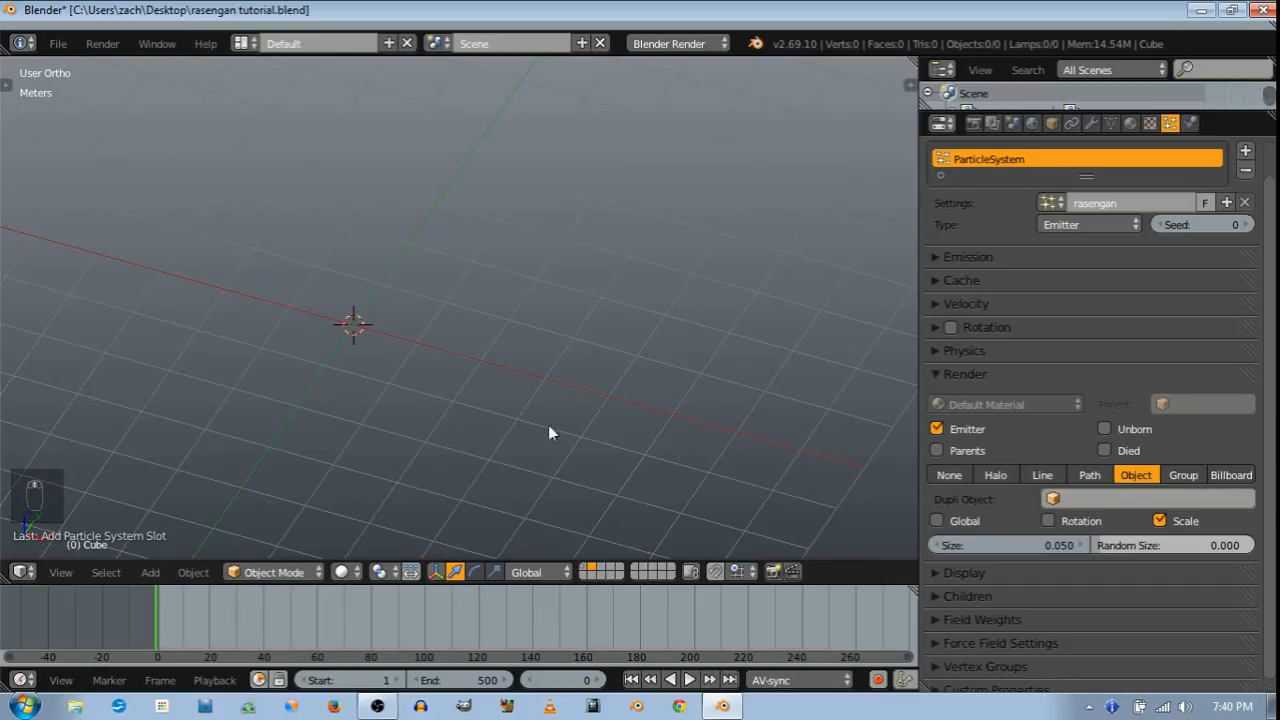 Blender* [C:\Users\zach\Desktop\rasengan tutorial.blend]
File Render Window Help Default Scene Blender Render v2.69.10 | Verts:0 | Faces:0 | Tris:0 | Objects:0/0 | Lamps:0/0 | Mem:14.54M | Cube
View Search All Scenes
User Ortho
Meters
Scene
ParticleSystem
Settings: rasengan F
Type: Emitter Seed: 0
Emission
Cache
Velocity
Rotation
Physics
Render
Default Material Parent:
Emitter Unborn
Parents Died
None Halo Line Path Object Group Billboard
Dupli Object:
Global Rotation Scale
Size: 0.050 Random Size: 0.000
Display
Children
Field Weights
Force Field Settings
Vertex Groups
Custom Properties
Last: Add Particle System Slot
(0) Cube
View Select Add Object Object Mode Global
-40 -20 0 20 40 60 80 100 120 140 160 180 200 220 240 260
View Marker Frame Playback Start: 1 End: 500 0 AV-sync
7:40 PM